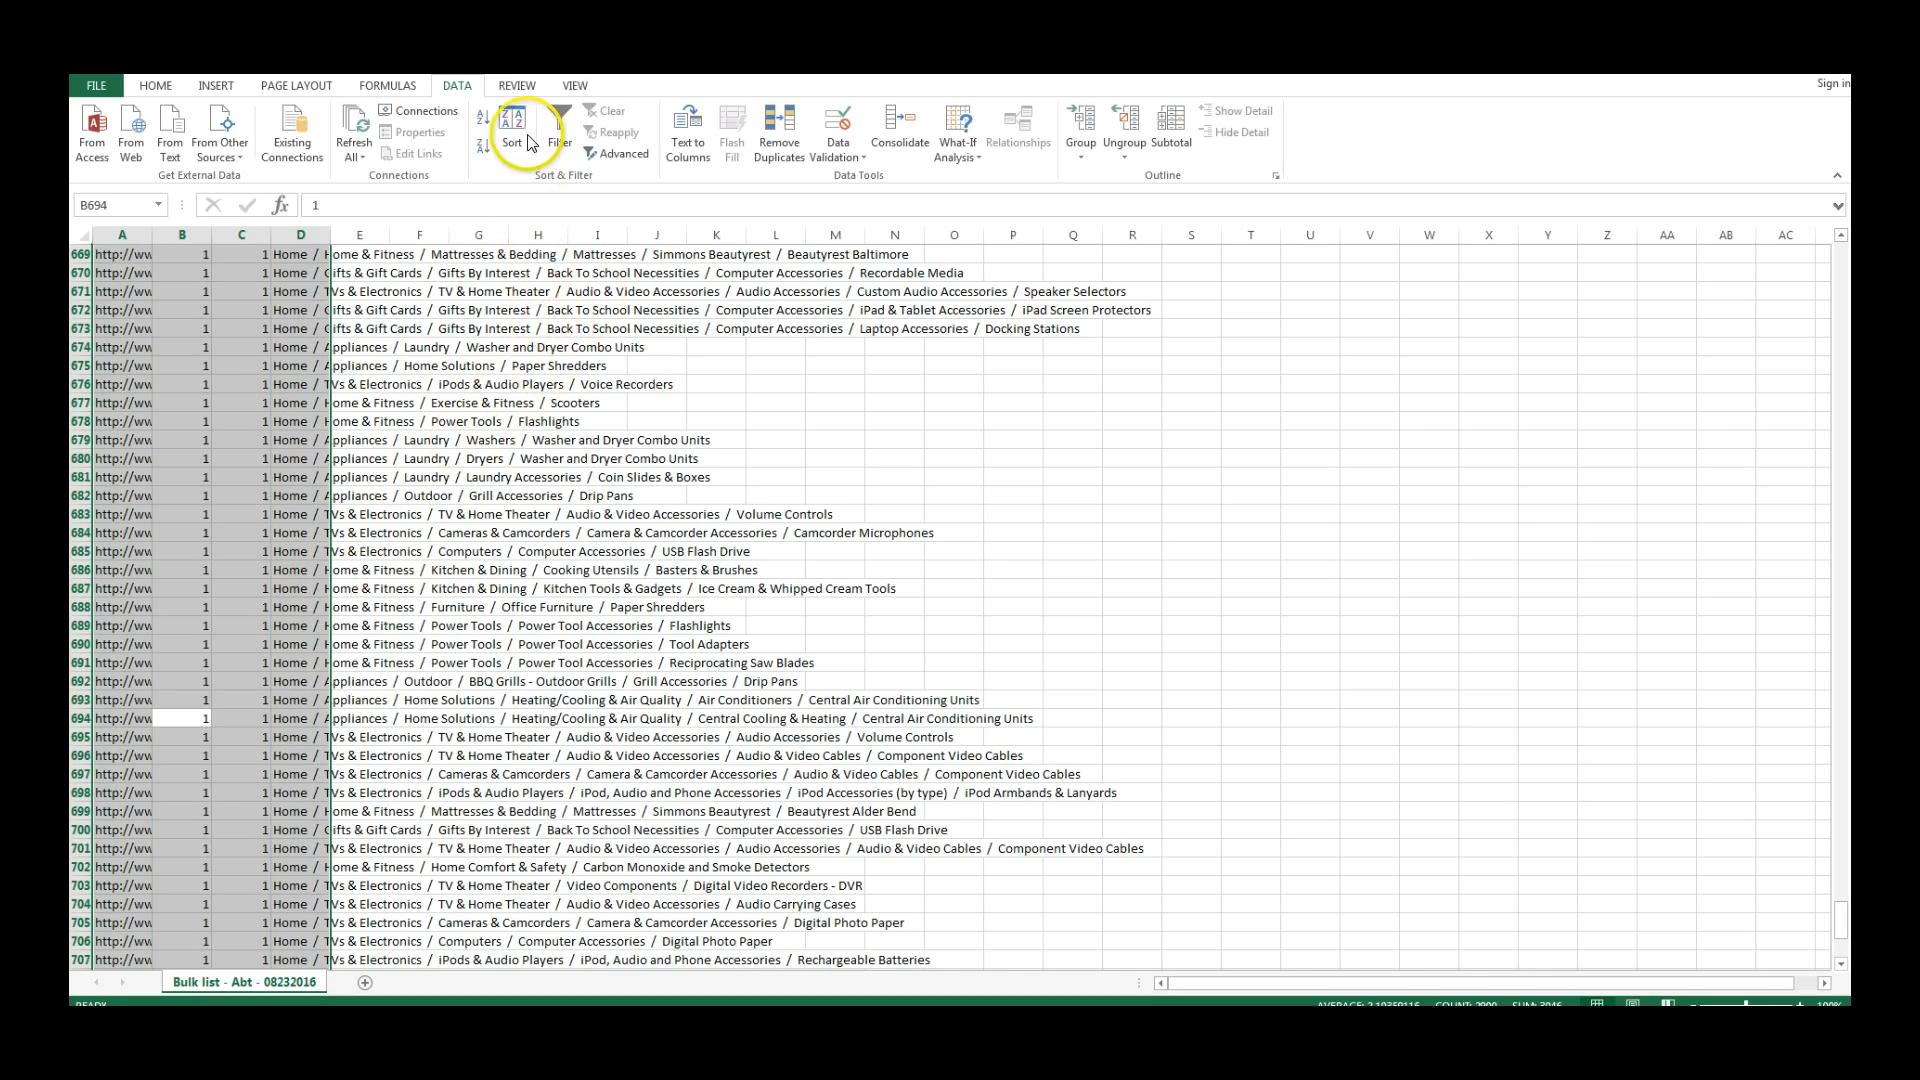 FILE HOME INSERT PAGE LAYOUT FORMULAS DATA REVIEW VIEW Sign in
From Access From Web From Text From Other Sources Existing Connections Refresh All Connections Properties Edit Links Sort Filter Clear Reapply Advanced Text to Columns Flash Fill Remove Duplicates Data Validation Consolidate What-If Analysis Relationships Group Ungroup Subtotal Show Detail Hide Detail
Get External Data Connections Sort & Filter Data Tools Outline
B694 fx 1
A B C D E F G H I J K L M N O P Q R S T U V W X Y Z AA AB AC
669 http://ww 1 1 Home / Home & Fitness / Mattresses & Bedding / Mattresses / Simmons Beautyrest / Beautyrest Baltimore
670 http://ww 1 1 Home / Gifts & Gift Cards / Gifts By Interest / Back To School Necessities / Computer Accessories / Recordable Media
671 http://ww 1 1 Home / TVs & Electronics / TV & Home Theater / Audio & Video Accessories / Audio Accessories / Custom Audio Accessories / Speaker Selectors
672 http://ww 1 1 Home / Gifts & Gift Cards / Gifts By Interest / Back To School Necessities / Computer Accessories / iPad & Tablet Accessories / iPad Screen Protectors
673 http://ww 1 1 Home / Gifts & Gift Cards / Gifts By Interest / Back To School Necessities / Computer Accessories / Laptop Accessories / Docking Stations
674 http://ww 1 1 Home / Appliances / Laundry / Washer and Dryer Combo Units
675 http://ww 1 1 Home / Appliances / Home Solutions / Paper Shredders
676 http://ww 1 1 Home / TVs & Electronics / iPods & Audio Players / Voice Recorders
677 http://ww 1 1 Home / Home & Fitness / Exercise & Fitness / Scooters
678 http://ww 1 1 Home / Home & Fitness / Power Tools / Flashlights
679 http://ww 1 1 Home / Appliances / Laundry / Washers / Washer and Dryer Combo Units
680 http://ww 1 1 Home / Appliances / Laundry / Dryers / Washer and Dryer Combo Units
681 http://ww 1 1 Home / Appliances / Laundry / Laundry Accessories / Coin Slides & Boxes
682 http://ww 1 1 Home / Appliances / Outdoor / Grill Accessories / Drip Pans
683 http://ww 1 1 Home / TVs & Electronics / TV & Home Theater / Audio & Video Accessories / Volume Controls
684 http://ww 1 1 Home / TVs & Electronics / Cameras & Camcorders / Camera & Camcorder Accessories / Camcorder Microphones
685 http://ww 1 1 Home / TVs & Electronics / Computers / Computer Accessories / USB Flash Drive
686 http://ww 1 1 Home / Home & Fitness / Kitchen & Dining / Cooking Utensils / Basters & Brushes
687 http://ww 1 1 Home / Home & Fitness / Kitchen & Dining / Kitchen Tools & Gadgets / Ice Cream & Whipped Cream Tools
688 http://ww 1 1 Home / Home & Fitness / Furniture / Office Furniture / Paper Shredders
689 http://ww 1 1 Home / Home & Fitness / Power Tools / Power Tool Accessories / Flashlights
690 http://ww 1 1 Home / Home & Fitness / Power Tools / Power Tool Accessories / Tool Adapters
691 http://ww 1 1 Home / Home & Fitness / Power Tools / Power Tool Accessories / Reciprocating Saw Blades
692 http://ww 1 1 Home / Appliances / Outdoor / BBQ Grills - Outdoor Grills / Grill Accessories / Drip Pans
693 http://ww 1 1 Home / Appliances / Home Solutions / Heating/Cooling & Air Quality / Air Conditioners / Central Air Conditioning Units
694 http://ww 1 1 Home / Appliances / Home Solutions / Heating/Cooling & Air Quality / Central Cooling & Heating / Central Air Conditioning Units
695 http://ww 1 1 Home / TVs & Electronics / TV & Home Theater / Audio & Video Accessories / Audio Accessories / Volume Controls
696 http://ww 1 1 Home / TVs & Electronics / TV & Home Theater / Audio & Video Accessories / Audio & Video Cables / Component Video Cables
697 http://ww 1 1 Home / TVs & Electronics / Cameras & Camcorders / Camera & Camcorder Accessories / Audio & Video Cables / Component Video Cables
698 http://ww 1 1 Home / TVs & Electronics / iPods & Audio Players / iPod, Audio and Phone Accessories / iPod Accessories (by type) / iPod Armbands & Lanyards
699 http://ww 1 1 Home / Home & Fitness / Mattresses & Bedding / Mattresses / Simmons Beautyrest / Beautyrest Alder Bend
700 http://ww 1 1 Home / Gifts & Gift Cards / Gifts By Interest / Back To School Necessities / Computer Accessories / USB Flash Drive
701 http://ww 1 1 Home / TVs & Electronics / TV & Home Theater / Audio & Video Accessories / Audio Accessories / Audio & Video Cables / Component Video Cables
702 http://ww 1 1 Home / Home & Fitness / Home Comfort & Safety / Carbon Monoxide and Smoke Detectors
703 http://ww 1 1 Home / TVs & Electronics / TV & Home Theater / Video Components / Digital Video Recorders - DVR
704 http://ww 1 1 Home / TVs & Electronics / TV & Home Theater / Audio & Video Accessories / Audio Carrying Cases
705 http://ww 1 1 Home / TVs & Electronics / Cameras & Camcorders / Camera & Camcorder Accessories / Digital Photo Paper
706 http://ww 1 1 Home / TVs & Electronics / Computers / Computer Accessories / Digital Photo Paper
707 http://ww 1 1 Home / TVs & Electronics / iPods & Audio Players / iPod, Audio and Phone Accessories / Rechargeable Batteries
Bulk list - Abt - 08232016
READY